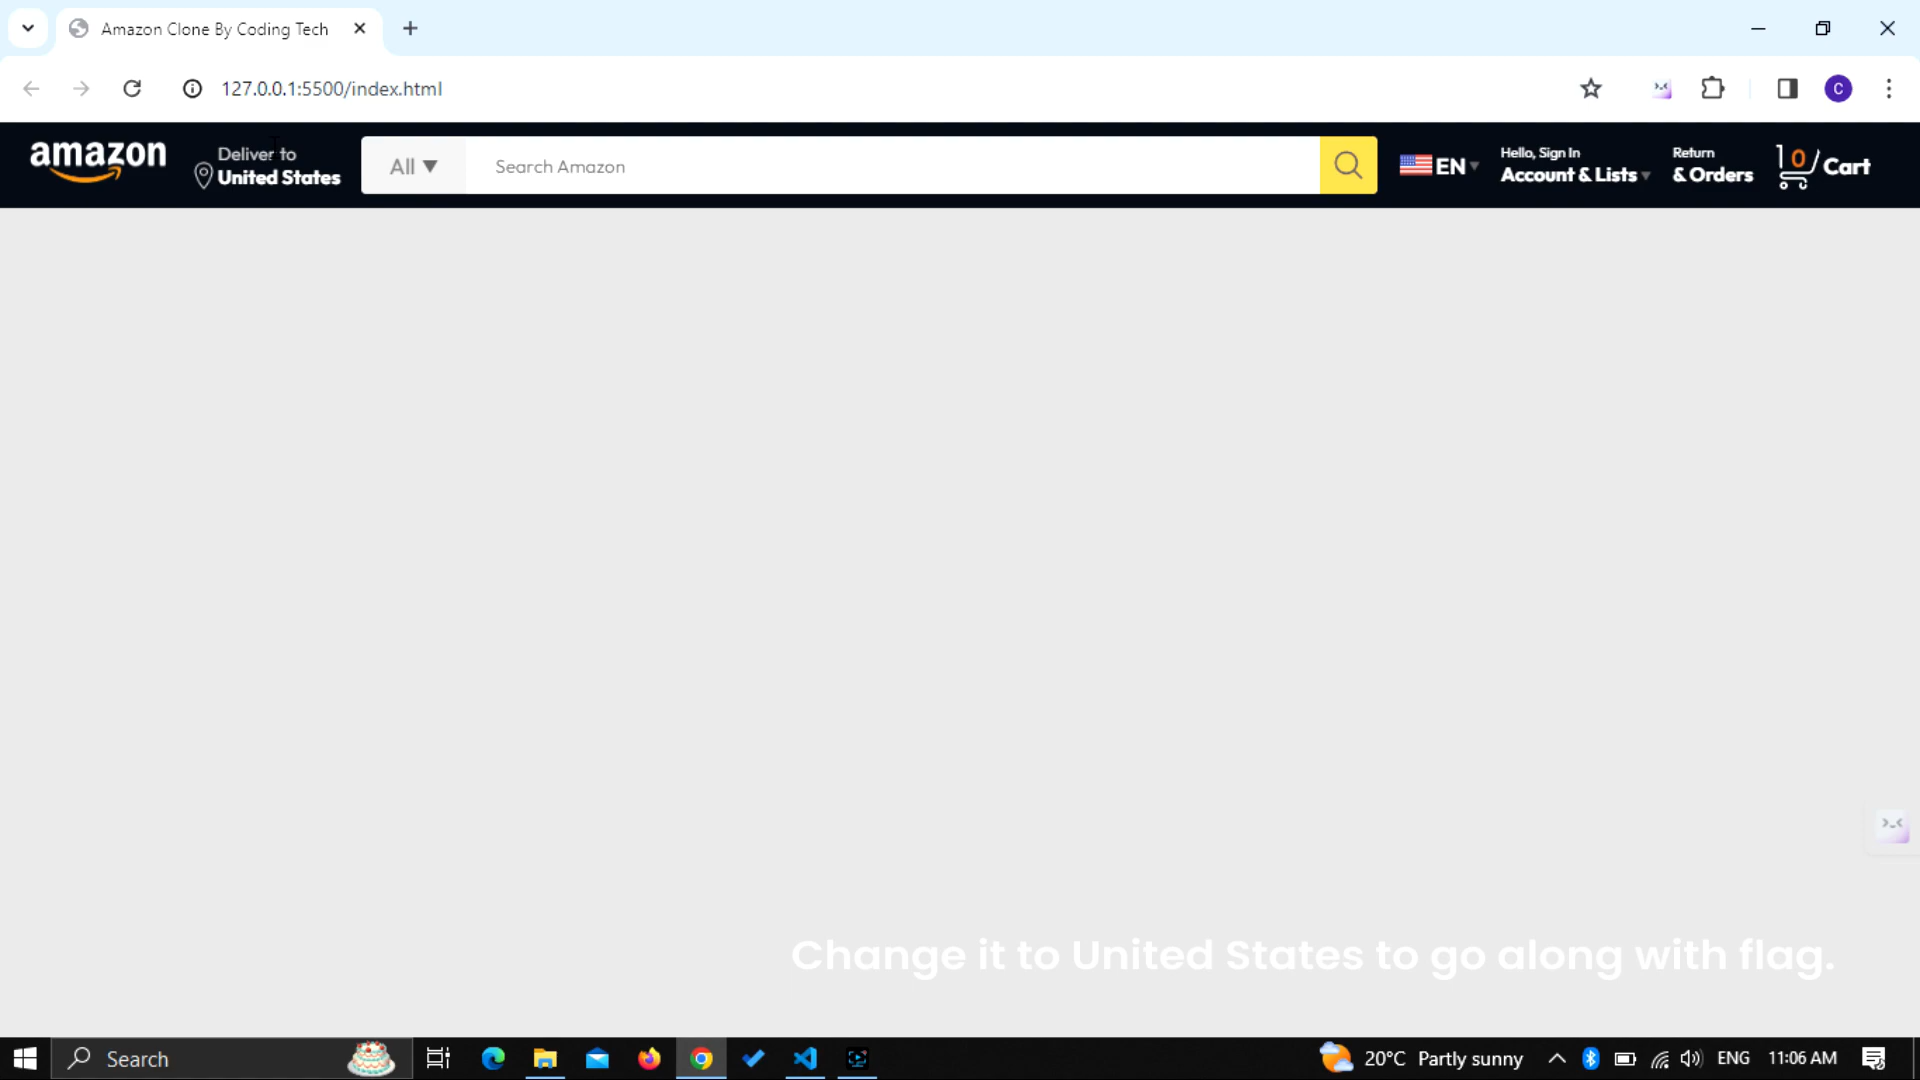 Amazon Clone By Coding Tech
127.0.0.1:5500/index.html
C
amazon
Deliver to
United States
All ▼
Search Amazon
EN ▼
Hello, Sign In
Account & Lists ▼
Return
& Orders
0
Cart
>_<
Change it to United States to go along with flag.
Search
20°C Partly sunny
ENG
11:06 AM